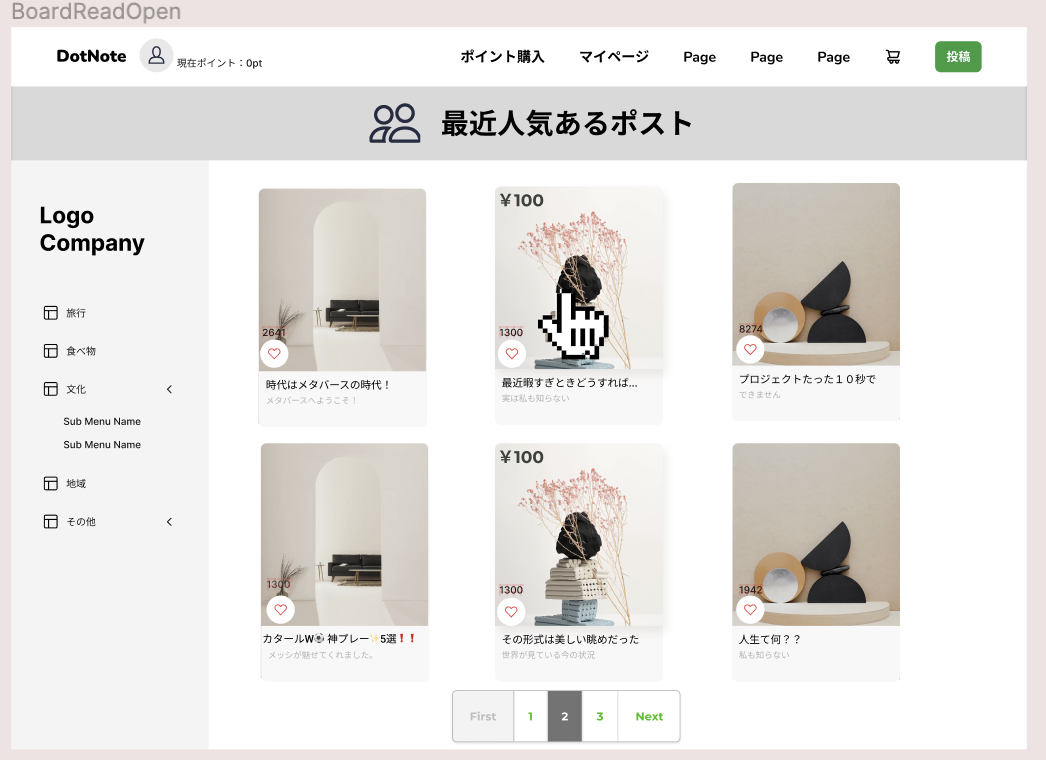 BoardReadOpen
DotNote
現在ポイント：0pt
ポイント購入
マイページ
Page
Page
Page
投稿
最近人気あるポスト
Logo
Company
旅行
食べ物
文化
Sub Menu Name
Sub Menu Name
地域
その他
2641
時代はメタバースの時代！
メタバースへようこそ！
¥100
1300
最近暇すぎときどうすれば...
実は私も知らない
8274
プロジェクトたった１０秒で
できません
1300
カタールW⚽神プレー✨5選❗❗
メッシが魅せてくれました。
¥100
1300
その形式は美しい眺めだった
世界が見ている今の状況
1942
人生て何？？
私も知らない
First
1
2
3
Next